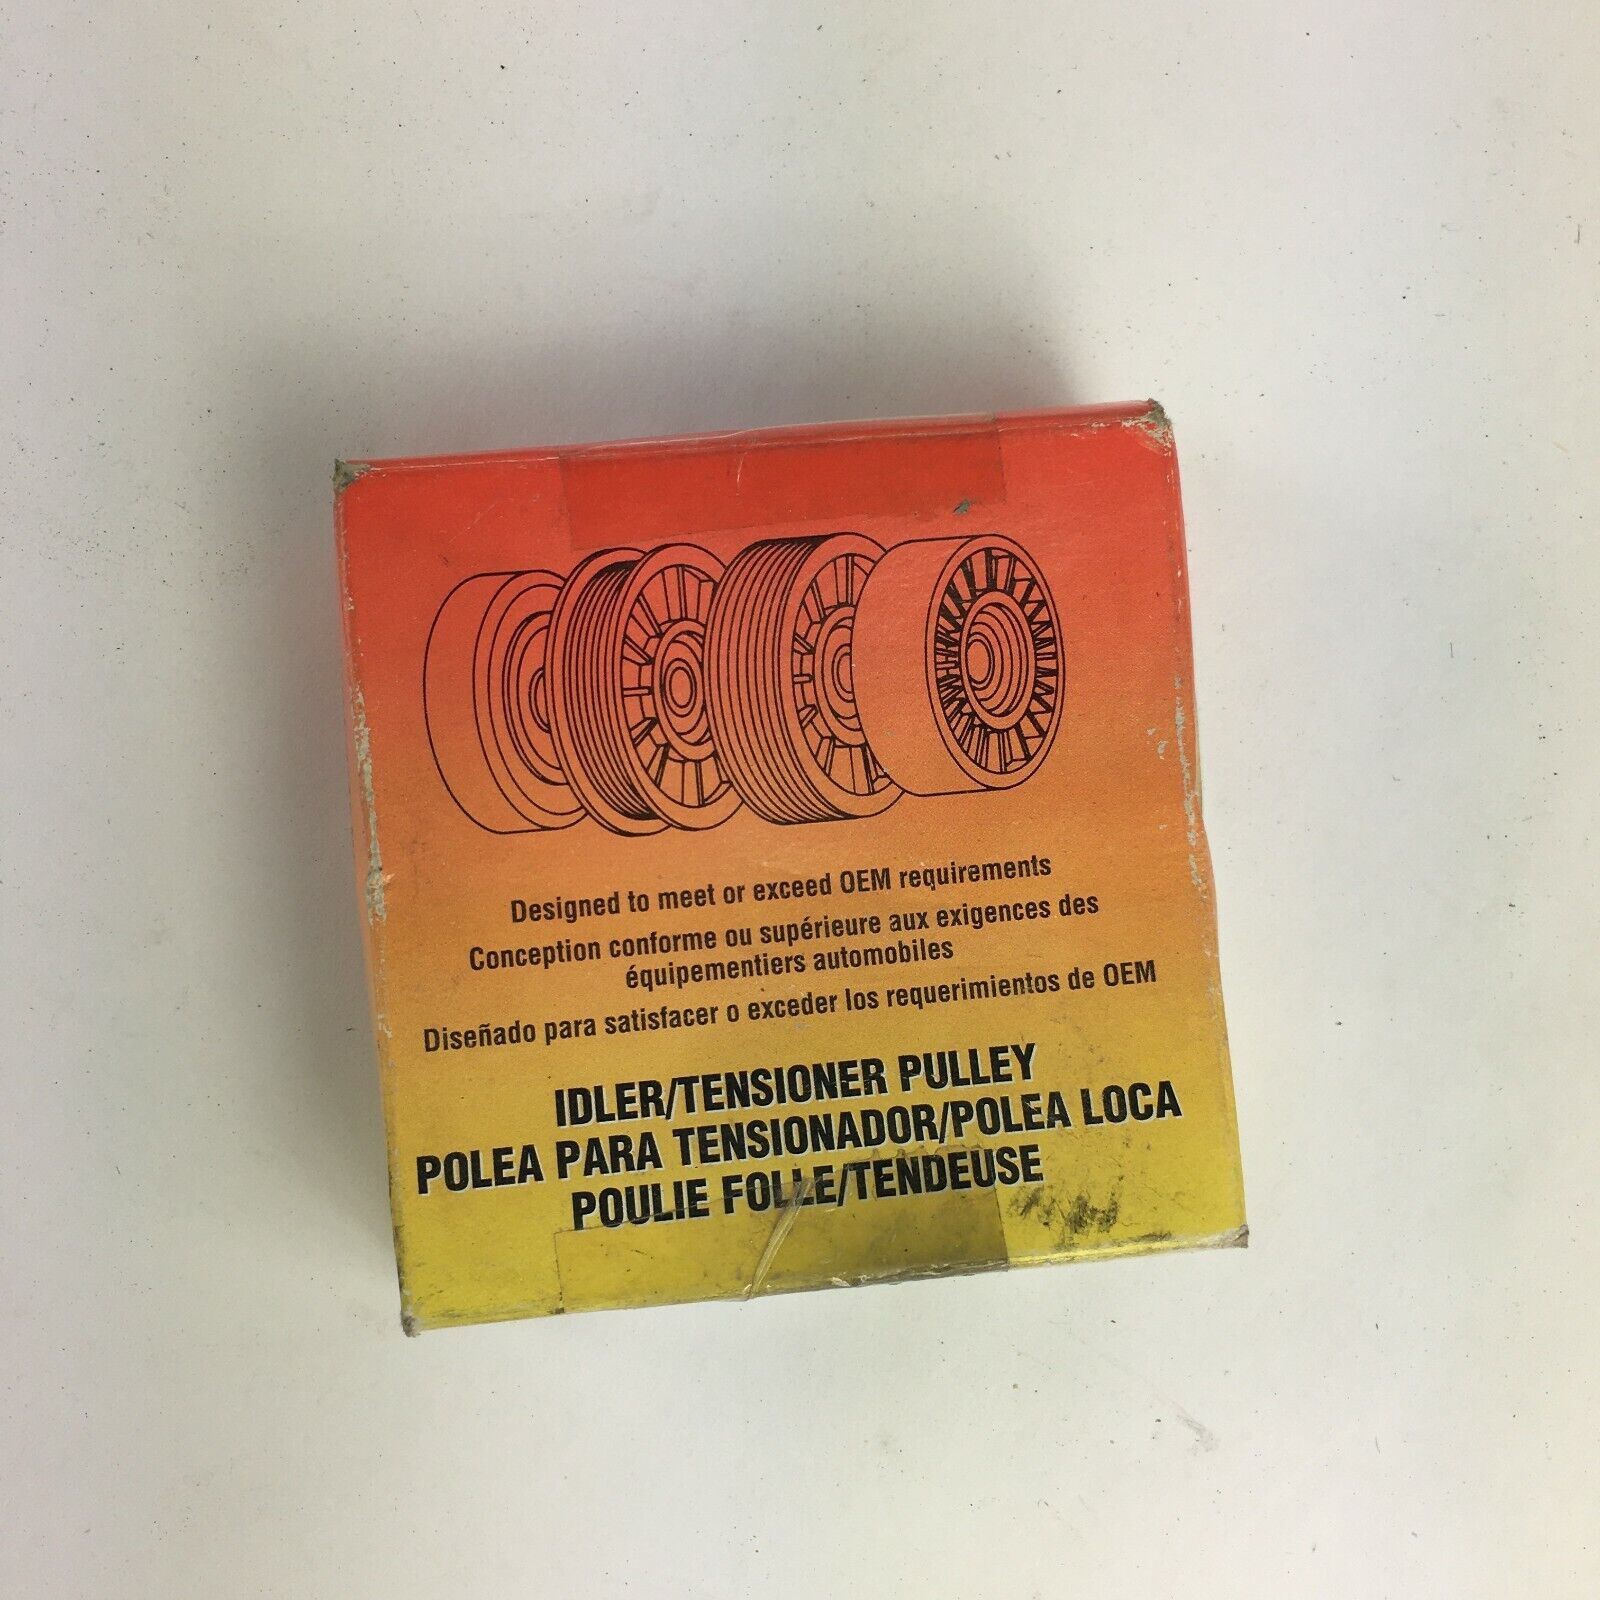 Designed to meet or exceed OEM requirements
Conception conforme ou supérieure aux exigences des
équipementiers automobiles
Diseñado para satisfacer o exceder los requerimientos de OEM
IDLER/TENSIONER PULLEY
POLEA PARA TENSIONADOR/POLEA LOCA
POULIE FOLLE/TENDEUSE